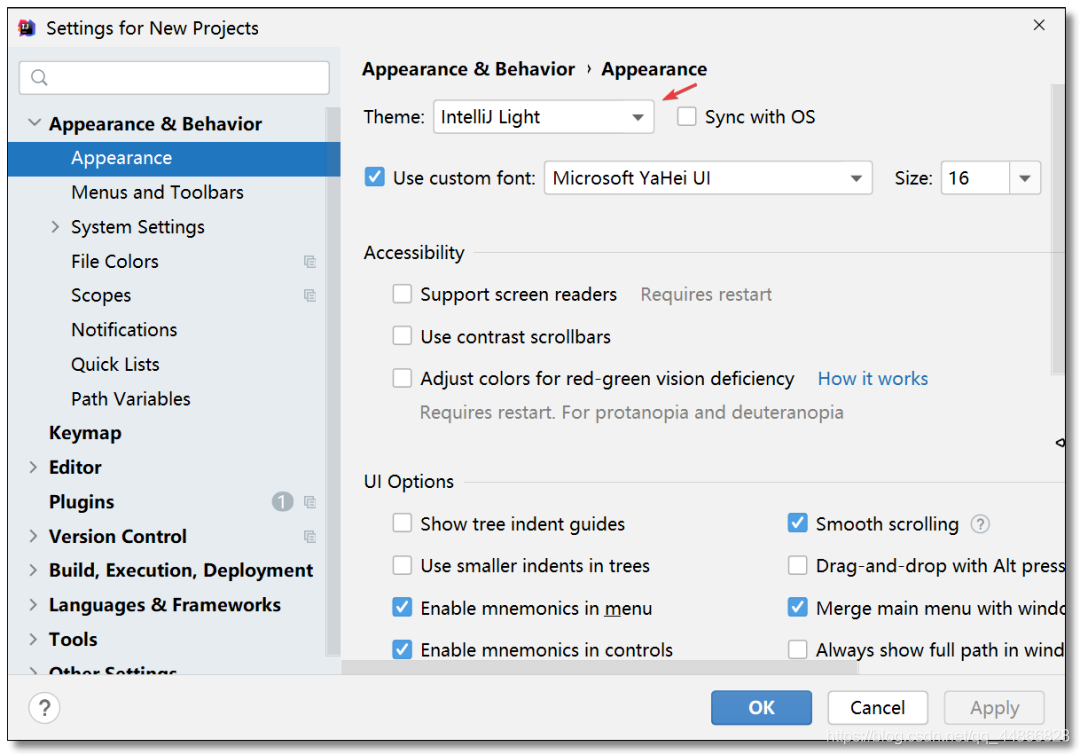 Settings for New Projects
Appearance & Behavior
Appearance
Menus and Toolbars
System Settings
File Colors
Scopes
Notifications
Quick Lists
Path Variables
Keymap
Editor
Plugins 1
Version Control
Build, Execution, Deployment
Languages & Frameworks
Tools
Other Settings
Appearance & Behavior › Appearance
Theme: IntelliJ Light Sync with OS
Use custom font: Microsoft YaHei UI Size: 16
Accessibility
Support screen readers Requires restart
Use contrast scrollbars
Adjust colors for red-green vision deficiency How it works
Requires restart. For protanopia and deuteranopia
UI Options
Show tree indent guides Smooth scrolling ?
Use smaller indents in trees Drag-and-drop with Alt press
Enable mnemonics in menu Merge main menu with windo
Enable mnemonics in controls Always show full path in wind
? OK Cancel Apply